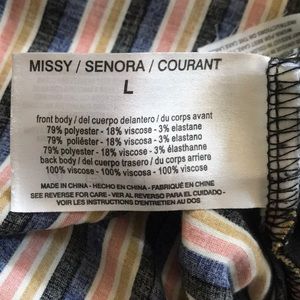 MISSY / SENORA / COURANT
L
front body / del cuerpo delantero / du corps avant
79% polyester - 18% viscose - 3% elastane
79% poliéster - 18% viscosa - 3% elastano
79% polyester - 18% viscose - 3% élasthanne
back body / del cuerpo trasero / du corps arriere
100% viscose - 100% viscosa - 100% viscose
MADE IN CHINA - HECHO EN CHINA - FABRIQUÉ EN CHINE
SEE REVERSE FOR CARE - VER AL REVERSO PARA EL CUIDADO -
VOIR LES INSTRUCTIONS D'ENTRETIEN AU DOS